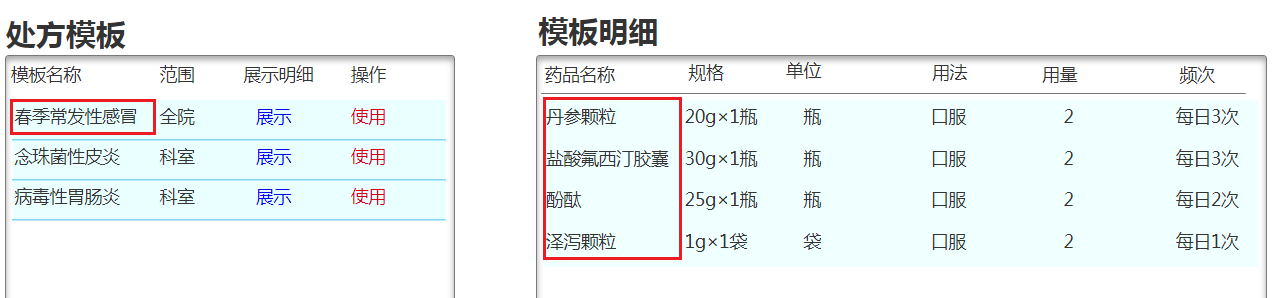 处方模板
模板名称 范围 展示明细 操作
春季常发性感冒 全院 展示 使用
念珠菌性皮炎 科室 展示 使用
病毒性胃肠炎 科室 展示 使用
模板明细
药品名称 规格 单位 用法 用量 频次
丹参颗粒 20g×1瓶 瓶 口服 2 每日3次
盐酸氟西汀胶囊 30g×1瓶 瓶 口服 2 每日3次
酚酞 25g×1瓶 瓶 口服 2 每日2次
泽泻颗粒 1g×1袋 袋 口服 2 每日1次